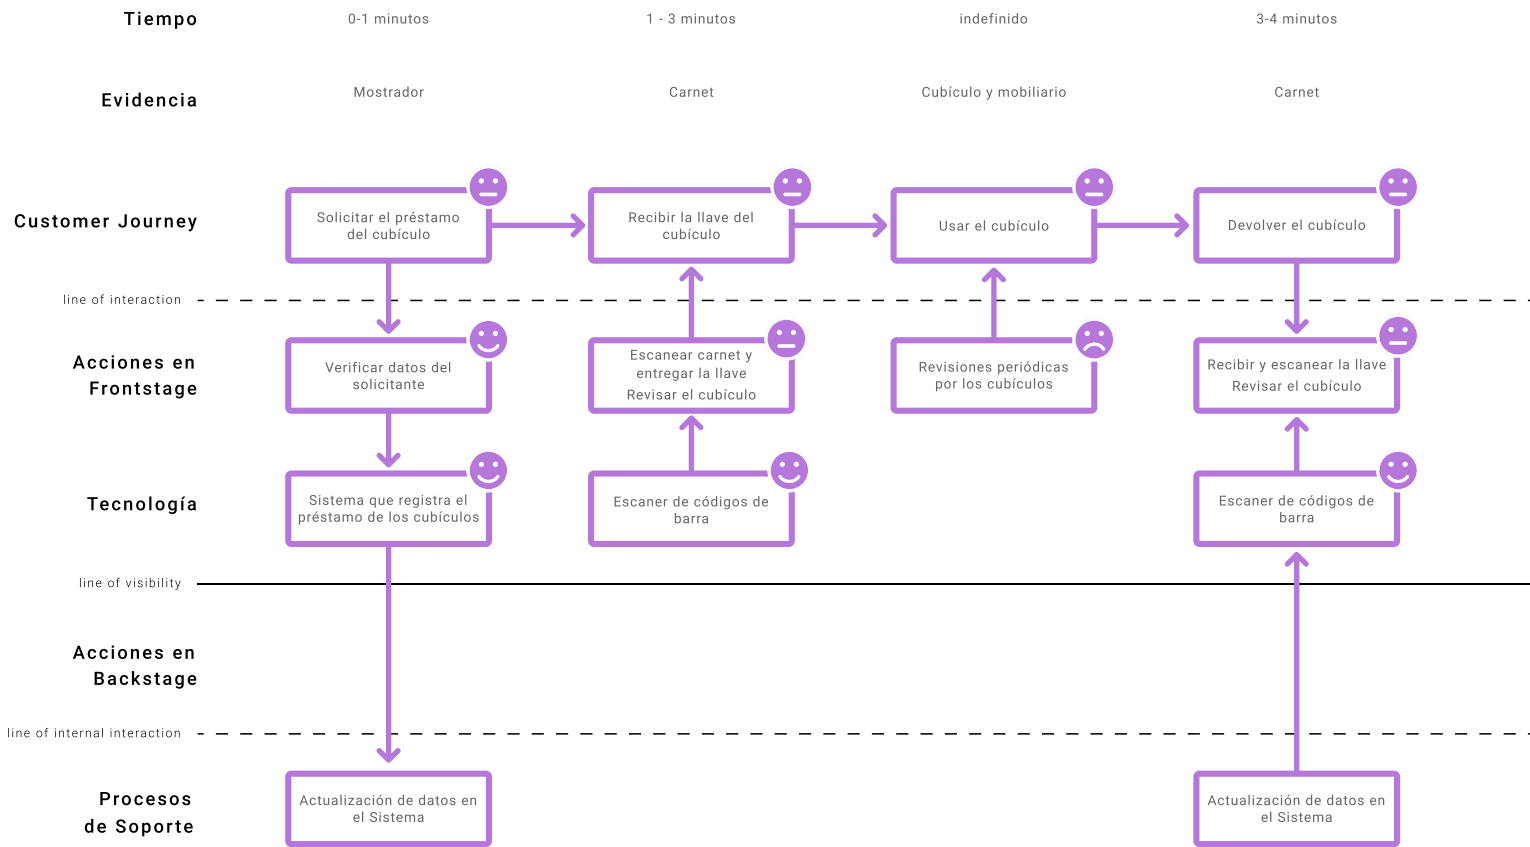 Tiempo
0-1 minutos
1 - 3 minutos
indefinido
3-4 minutos
Evidencia
Mostrador
Carnet
Cubículo y mobiliario
Carnet
Customer Journey
Solicitar el préstamo
del cubículo
Recibir la llave del
cubículo
Usar el cubículo
Devolver el cubículo
line of interaction
Acciones en
Frontstage
Verificar datos del
solicitante
Escanear carnet y
entregar la llave
Revisar el cubículo
Revisiones periódicas
por los cubículos
Recibir y escanear la llave
Revisar el cubículo
Tecnología
Sistema que registra el
préstamo de los cubículos
Escaner de códigos de
barra
Escaner de códigos de
barra
line of visibility
Acciones en
Backstage
line of internal interaction
Procesos
de Soporte
Actualización de datos en
el Sistema
Actualización de datos en
el Sistema